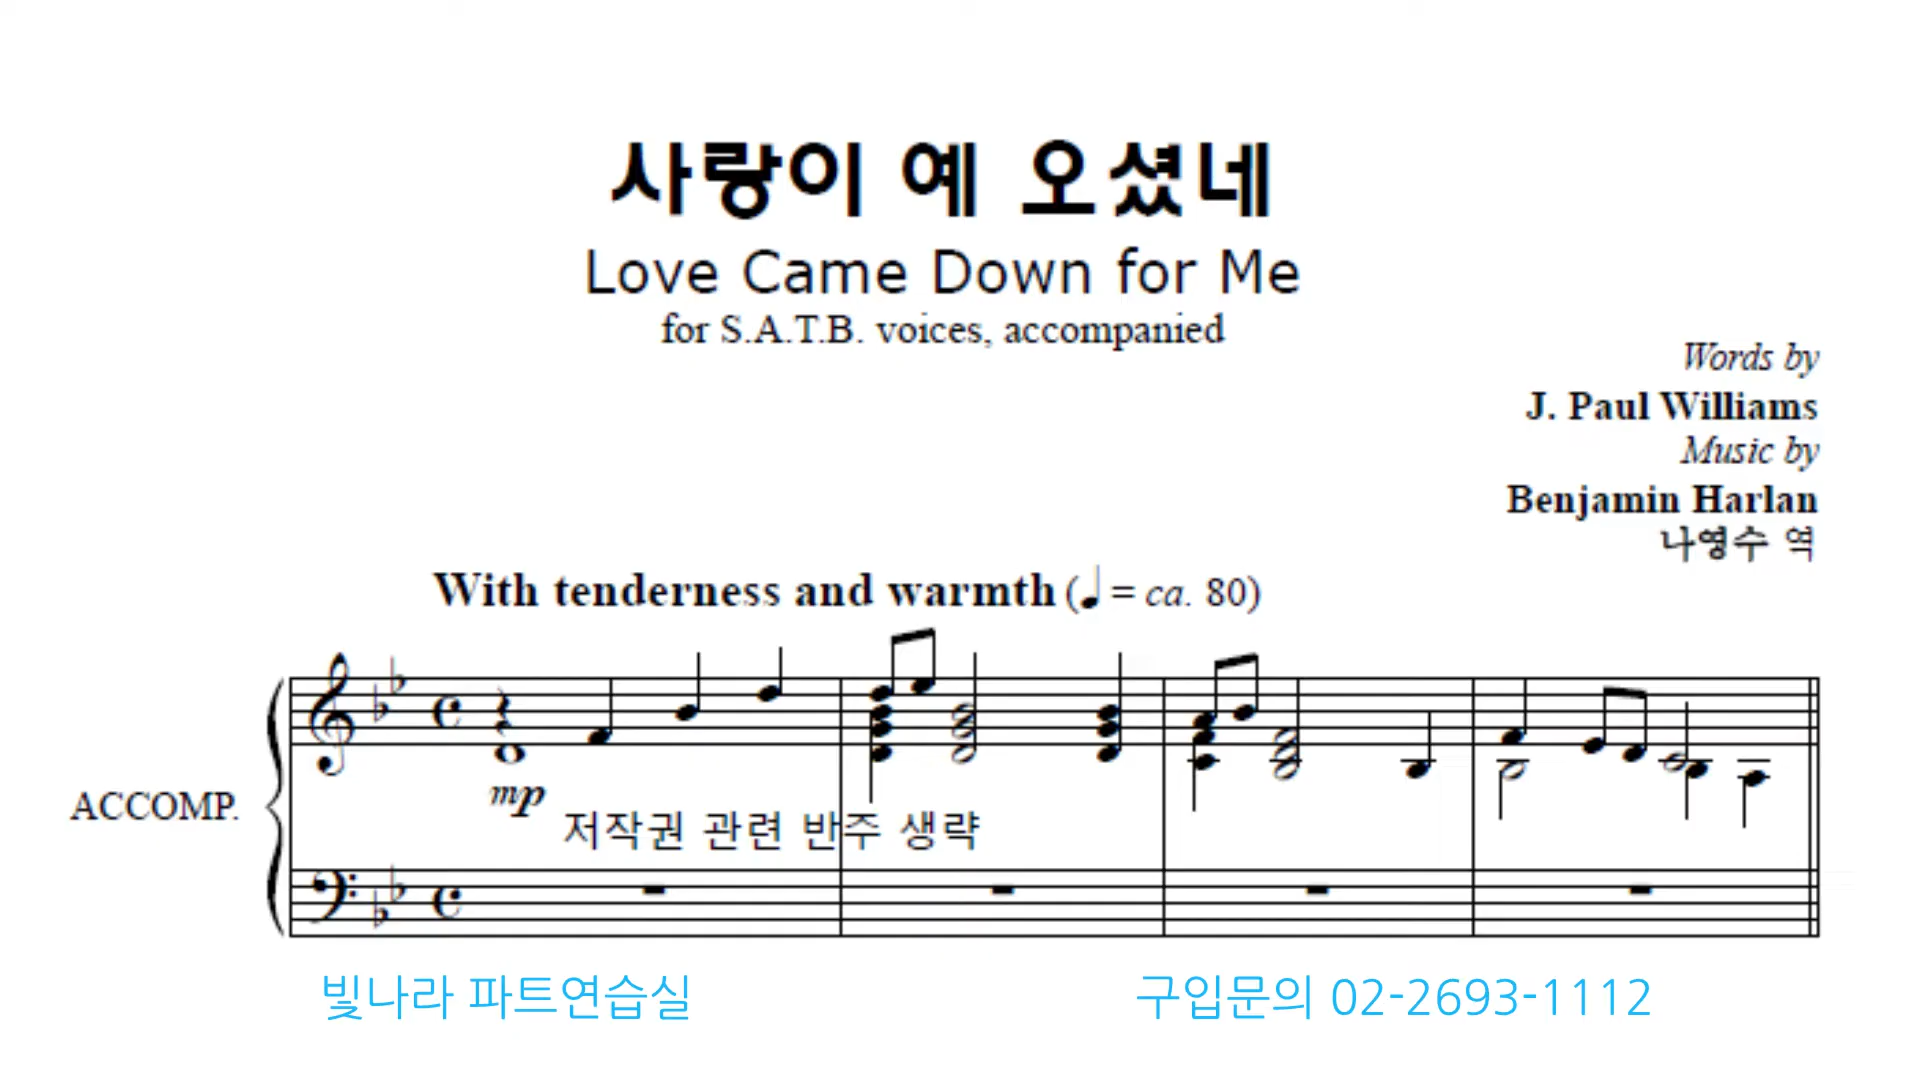 사랑이 예 오셨네
Love Came Down for Me
for S.A.T.B. voices, accompanied
Words by
J. Paul Williams
Music by
Benjamin Harlan
나영수 역
With tenderness and warmth (♩ = ca. 80)
ACCOMP.
mp
저작권 관련 반주 생략
빛나라 파트연습실
구입문의 02-2693-1112